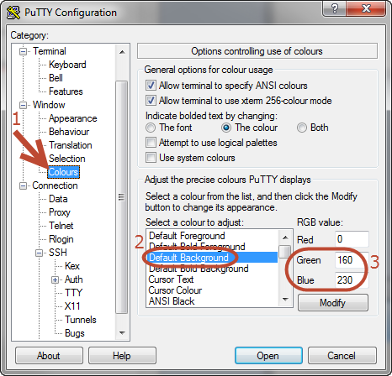 PuTTY Configuration
Category:
Terminal
Keyboard
Bell
Features
Window
Appearance
Behaviour
Translation
Selection
Colours
Connection
Data
Proxy
Telnet
Rlogin
SSH
Kex
Auth
TTY
X11
Tunnels
Bugs
1
Options controlling use of colours
General options for colour usage
Allow terminal to specify ANSI colours
Allow terminal to use xterm 256-colour mode
Indicate bolded text by changing:
The font
The colour
Both
Attempt to use logical palettes
Use system colours
Adjust the precise colours PuTTY displays
Select a colour from the list, and then click the Modify
button to change its appearance.
Select a colour to adjust:
Default Foreground
Default Bold Foreground
2
Default Background
Default Bold Background
Cursor Text
Cursor Colour
ANSI Black
RGB value:
Red 0
Green 160
3
Blue 230
Modify
About
Help
Open
Cancel